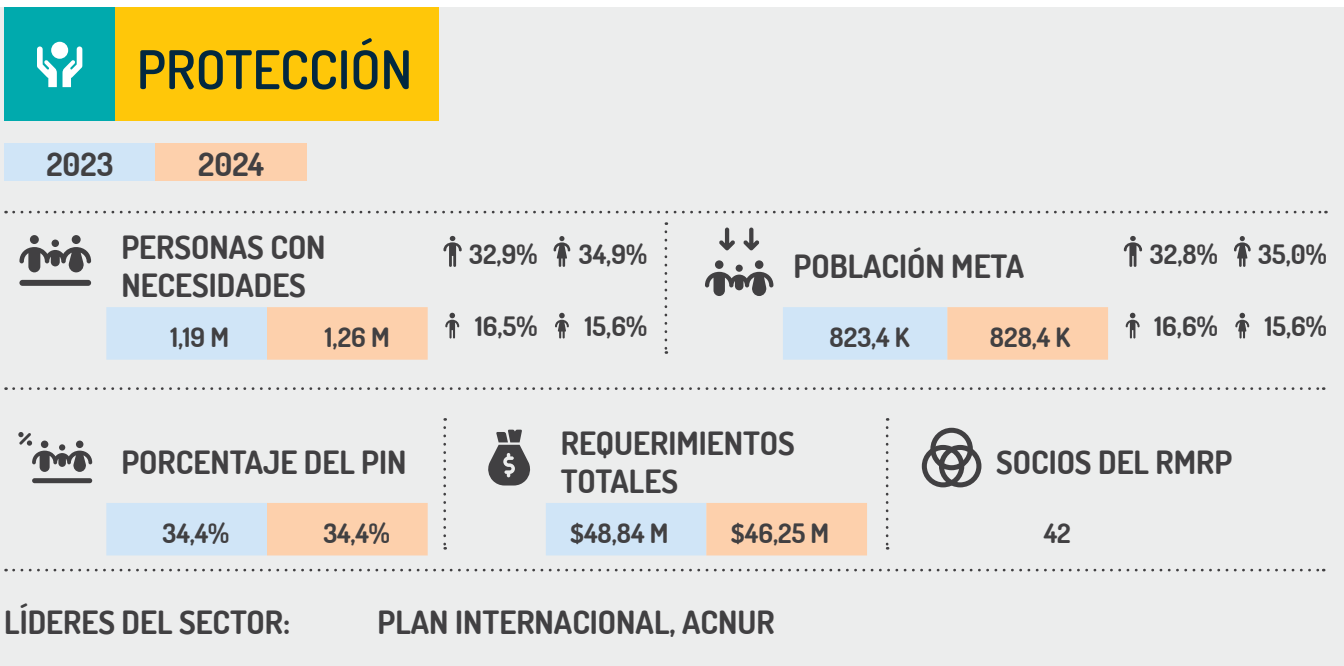 PROTECCIÓN
2023 2024
PERSONAS CON
NECESIDADES
32,9% 34,9%
1,19 M 1,26 M
16,5% 15,6%
POBLACIÓN META
32,8% 35,0%
823,4 K 828,4 K
16,6% 15,6%
%
PORCENTAJE DEL PIN
34,4% 34,4%
$
REQUERIMIENTOS
TOTALES
$48,84 M $46,25 M
SOCIOS DEL RMRP
42
LÍDERES DEL SECTOR: PLAN INTERNACIONAL, ACNUR